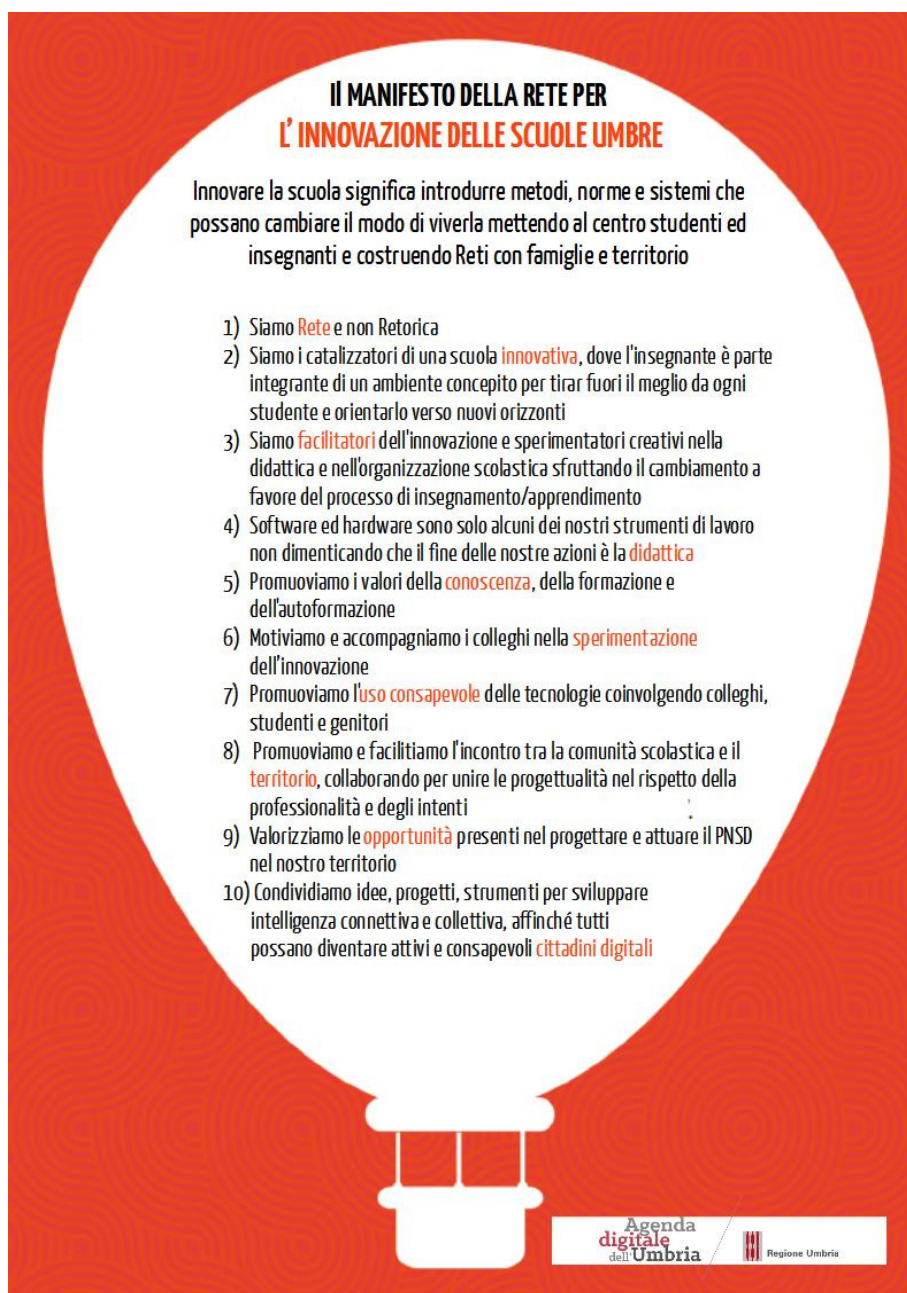 Il MANIFESTO DELLA RETE PER
L’ INNOVAZIONE DELLE SCUOLE UMBRE
Innovare la scuola significa introdurre metodi, norme e sistemi che
possano cambiare il modo di viverla mettendo al centro studenti ed
insegnanti e costruendo Reti con famiglie e territorio
1) Siamo Rete e non Retorica
2) Siamo i catalizzatori di una scuola innovativa, dove l'insegnante è parte
integrante di un ambiente concepito per tirar fuori il meglio da ogni
studente e orientarlo verso nuovi orizzonti
3) Siamo facilitatori dell'innovazione e sperimentatori creativi nella
didattica e nell'organizzazione scolastica sfruttando il cambiamento a
favore del processo di insegnamento/apprendimento
4) Software ed hardware sono solo alcuni dei nostri strumenti di lavoro
non dimenticando che il fine delle nostre azioni è la didattica
5) Promuoviamo i valori della conoscenza, della formazione e
dell'autoformazione
6) Motiviamo e accompagniamo i colleghi nella sperimentazione
dell’innovazione
7) Promuoviamo l'uso consapevole delle tecnologie coinvolgendo colleghi,
studenti e genitori
8) Promuoviamo e facilitiamo l'incontro tra la comunità scolastica e il
territorio, collaborando per unire le progettualità nel rispetto della
professionalità e degli intenti
9) Valorizziamo le opportunità presenti nel progettare e attuare il PNSD
nel nostro territorio
10) Condividiamo idee, progetti, strumenti per sviluppare
intelligenza connettiva e collettiva, affinché tutti
possano diventare attivi e consapevoli cittadini digitali
Agenda
digitale
dell'Umbria
Regione Umbria